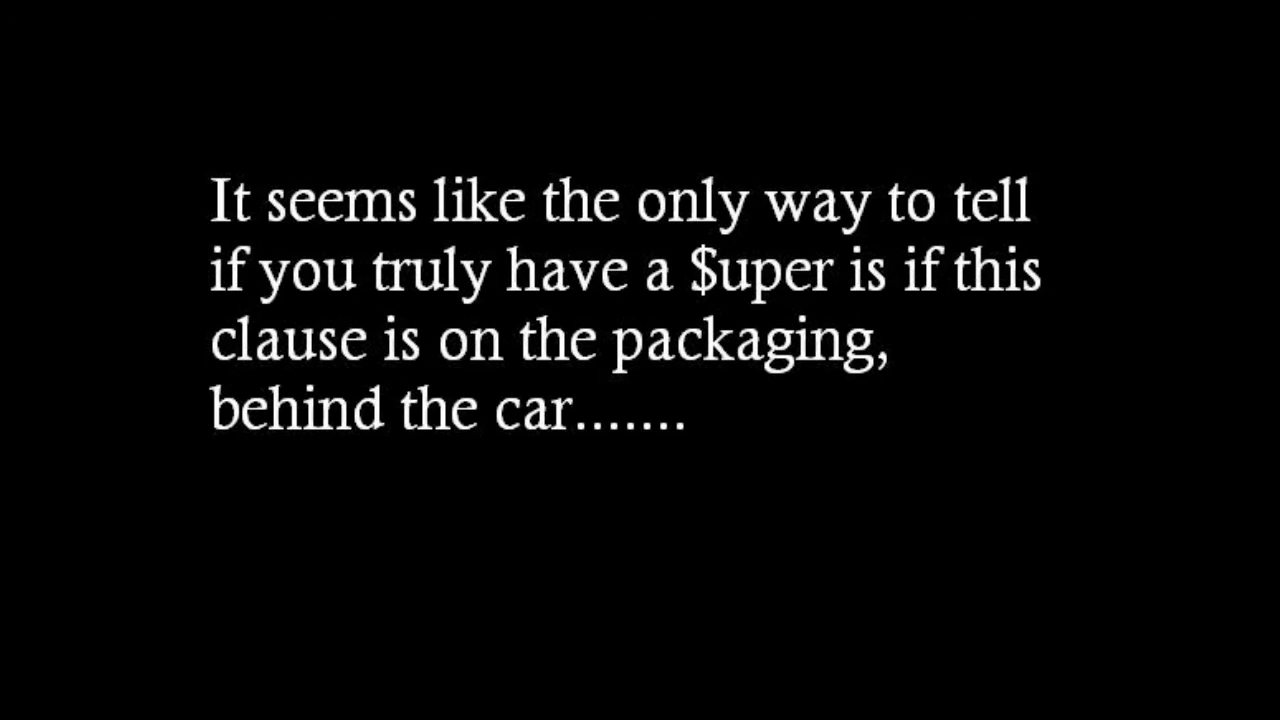 It seems like the only way to tell
if you truly have a $uper is if this
clause is on the packaging,
behind the car.......